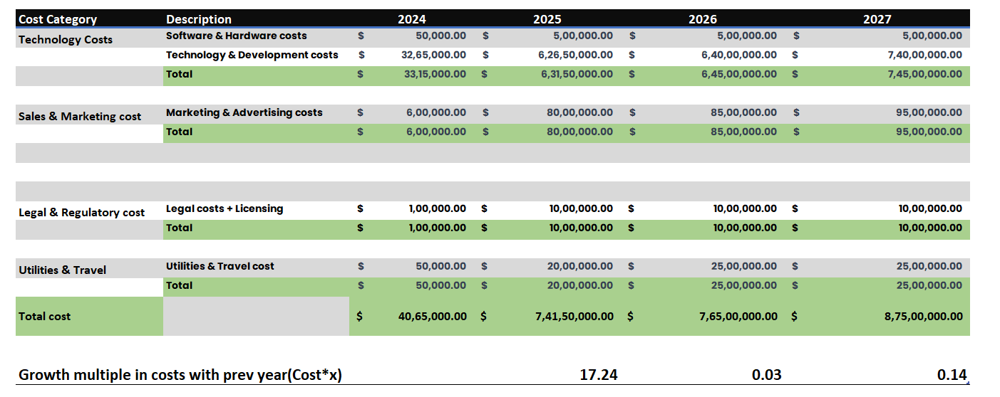 Cost Category Description 2024 2025 2026 2027
Technology Costs Software & Hardware costs $ 50,000.00 $ 5,00,000.00 $ 5,00,000.00 $ 5,00,000.00
Technology & Development costs $ 32,65,000.00 $ 6,26,50,000.00 $ 6,40,00,000.00 $ 7,40,00,000.00
Total $ 33,15,000.00 $ 6,31,50,000.00 $ 6,45,00,000.00 $ 7,45,00,000.00
Sales & Marketing cost Marketing & Advertising costs $ 6,00,000.00 $ 80,00,000.00 $ 85,00,000.00 $ 95,00,000.00
Total $ 6,00,000.00 $ 80,00,000.00 $ 85,00,000.00 $ 95,00,000.00
Legal & Regulatory cost Legal costs + Licensing $ 1,00,000.00 $ 10,00,000.00 $ 10,00,000.00 $ 10,00,000.00
Total $ 1,00,000.00 $ 10,00,000.00 $ 10,00,000.00 $ 10,00,000.00
Utilities & Travel Utilities & Travel cost $ 50,000.00 $ 20,00,000.00 $ 25,00,000.00 $ 25,00,000.00
Total $ 50,000.00 $ 20,00,000.00 $ 25,00,000.00 $ 25,00,000.00
Total cost $ 40,65,000.00 $ 7,41,50,000.00 $ 7,65,00,000.00 $ 8,75,00,000.00
Growth multiple in costs with prev year(Cost*x) 17.24 0.03 0.14